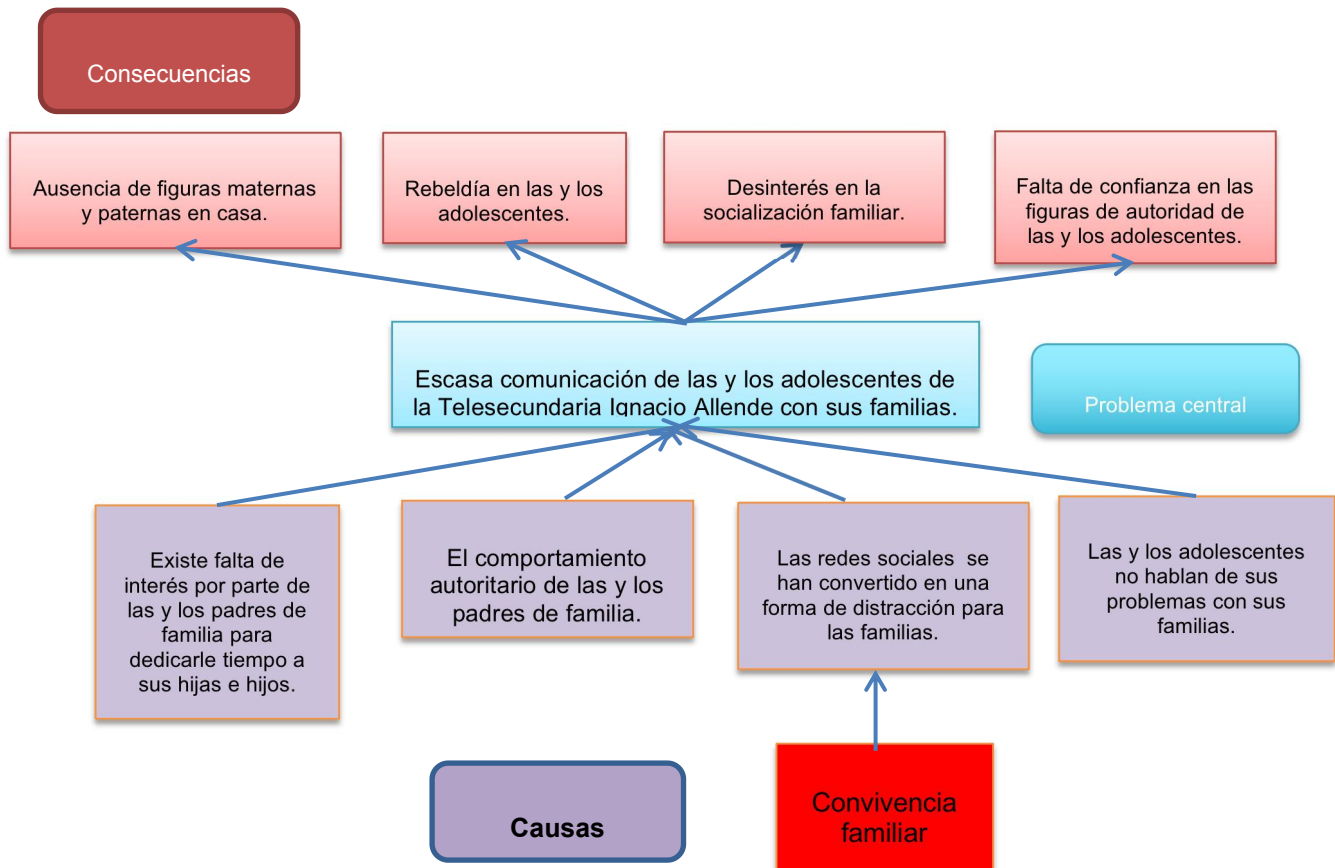 Consecuencias
Ausencia de figuras maternas
y paternas en casa.
Rebeldía en las y los
adolescentes.
Desinterés en la
socialización familiar.
Falta de confianza en las
figuras de autoridad de
las y los adolescentes.
Escasa comunicación de las y los adolescentes de
la Telesecundaria Ignacio Allende con sus familias.
Problema central
Existe falta de
interés por parte de
las y los padres de
familia para
dedicarle tiempo a
sus hijas e hijos.
El comportamiento
autoritario de las y los
padres de familia.
Las redes sociales se
han convertido en una
forma de distracción para
las familias.
Las y los adolescentes
no hablan de sus
problemas con sus
familias.
Causas
Convivencia
familiar